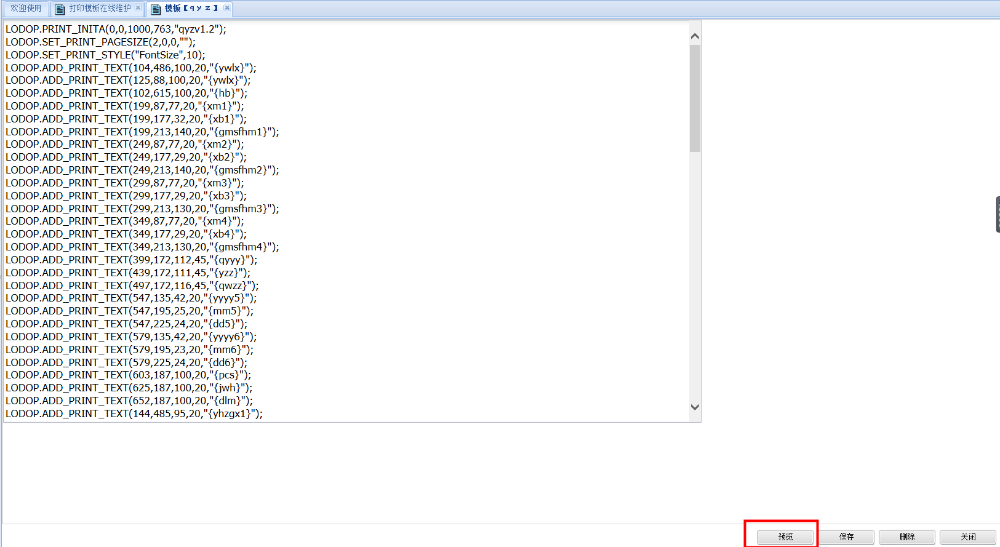 欢迎使用 打印模板在线维护 模板【qyz】
LODOP.PRINT_INITA(0,0,1000,763,"qyzv1.2");
LODOP.SET_PRINT_PAGESIZE(2,0,0,"");
LODOP.SET_PRINT_STYLE("FontSize",10);
LODOP.ADD_PRINT_TEXT(104,486,100,20,"{ywlx}");
LODOP.ADD_PRINT_TEXT(125,88,100,20,"{ywlx}");
LODOP.ADD_PRINT_TEXT(102,615,100,20,"{hb}");
LODOP.ADD_PRINT_TEXT(199,87,77,20,"{xm1}");
LODOP.ADD_PRINT_TEXT(199,177,32,20,"{xb1}");
LODOP.ADD_PRINT_TEXT(199,213,140,20,"{gmsfhm1}");
LODOP.ADD_PRINT_TEXT(249,87,77,20,"{xm2}");
LODOP.ADD_PRINT_TEXT(249,177,29,20,"{xb2}");
LODOP.ADD_PRINT_TEXT(249,213,140,20,"{gmsfhm2}");
LODOP.ADD_PRINT_TEXT(299,87,77,20,"{xm3}");
LODOP.ADD_PRINT_TEXT(299,177,29,20,"{xb3}");
LODOP.ADD_PRINT_TEXT(299,213,130,20,"{gmsfhm3}");
LODOP.ADD_PRINT_TEXT(349,87,77,20,"{xm4}");
LODOP.ADD_PRINT_TEXT(349,177,29,20,"{xb4}");
LODOP.ADD_PRINT_TEXT(349,213,130,20,"{gmsfhm4}");
LODOP.ADD_PRINT_TEXT(399,172,112,45,"{qyyy}");
LODOP.ADD_PRINT_TEXT(439,172,111,45,"{yzz}");
LODOP.ADD_PRINT_TEXT(497,172,116,45,"{qwzz}");
LODOP.ADD_PRINT_TEXT(547,135,42,20,"{yyyy5}");
LODOP.ADD_PRINT_TEXT(547,195,25,20,"{mm5}");
LODOP.ADD_PRINT_TEXT(547,225,24,20,"{dd5}");
LODOP.ADD_PRINT_TEXT(579,135,42,20,"{yyyy6}");
LODOP.ADD_PRINT_TEXT(579,195,23,20,"{mm6}");
LODOP.ADD_PRINT_TEXT(579,225,24,20,"{dd6}");
LODOP.ADD_PRINT_TEXT(603,187,100,20,"{pcs}");
LODOP.ADD_PRINT_TEXT(625,187,100,20,"{jwh}");
LODOP.ADD_PRINT_TEXT(652,187,100,20,"{dlm}");
LODOP.ADD_PRINT_TEXT(144,485,95,20,"{yhzgx1}");
预览 保存 删除 关闭